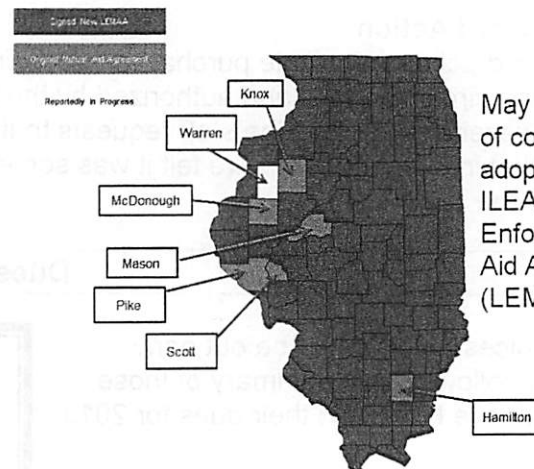 Signed New LEMAA
Original Mutual Aid Agreement
Reportedly in Progress
Knox
Warren
McDonough
Mason
Pike
Scott
Hamilton
May
of co
adop
ILEA
Enfo
Aid A
(LEM